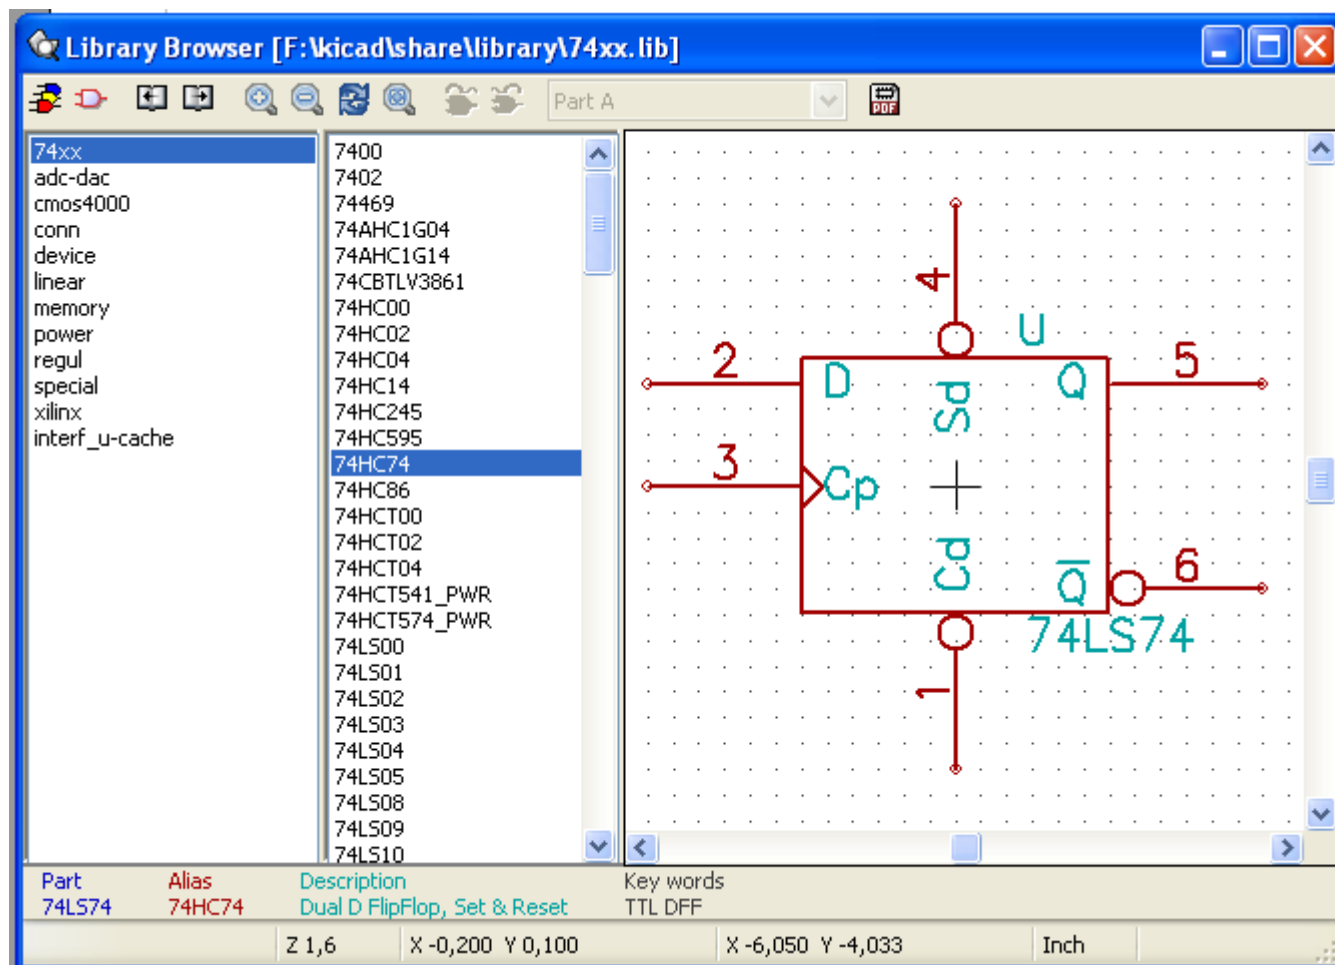 Library Browser [F:\kicad\share\library\74xx.lib]
Part A
PDF
74xx
adc-dac
cmos4000
conn
device
linear
memory
power
regul
special
xilinx
interf_u-cache
7400
7402
74469
74AHC1G04
74AHC1G14
74CBTLV3861
74HC00
74HC02
74HC04
74HC14
74HC245
74HC595
74HC74
74HC86
74HCT00
74HCT02
74HCT04
74HCT541_PWR
74HCT574_PWR
74LS00
74LS01
74LS02
74LS03
74LS04
74LS05
74LS08
74LS09
74LS10
4
U
2
D
Sd
Q
5
3
Cp
Cd
Q̅
6
74LS74
1
Part Alias Description Key words
74LS74 74HC74 Dual D FlipFlop, Set & Reset TTL DFF
Z 1,6 X -0,200 Y 0,100 X -6,050 Y -4,033 Inch